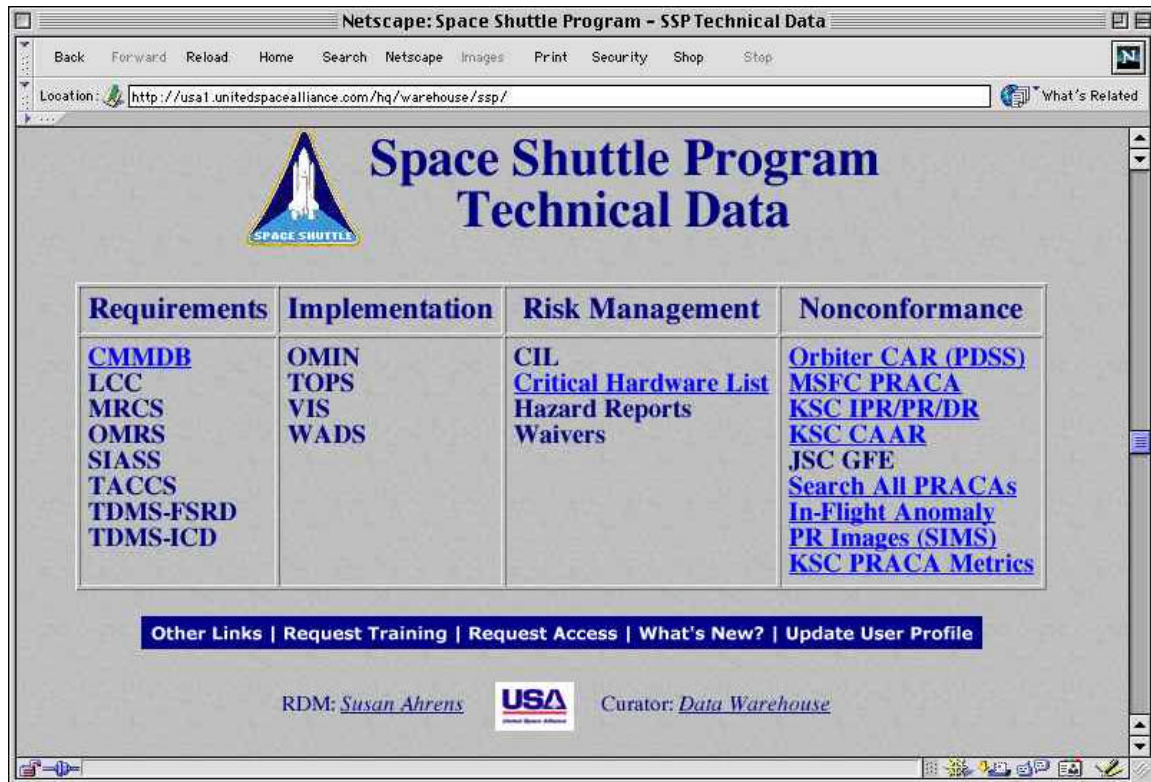 Netscape: Space Shuttle Program – SSP Technical Data
Back Forward Reload Home Search Netscape Images Print Security Shop Stop
N
Location: http://usa1.unitedspacealliance.com/hq/warehouse/ssp/ What's Related
Space Shuttle Program
Technical Data
SPACE SHUTTLE
Requirements Implementation Risk Management Nonconformance
CMMDB OMIN CIL Orbiter CAR (PDSS)
LCC TOPS Critical Hardware List MSFC PRACA
MRCS VIS Hazard Reports KSC IPR/PR/DR
OMRS WADS Waivers KSC CAAR
SIASS JSC GFE
TACCS Search All PRACAs
TDMS-FSRD In-Flight Anomaly
TDMS-ICD PR Images (SIMS)
KSC PRACA Metrics
Other Links | Request Training | Request Access | What's New? | Update User Profile
RDM: Susan Ahrens USA Curator: Data Warehouse
United Space Alliance